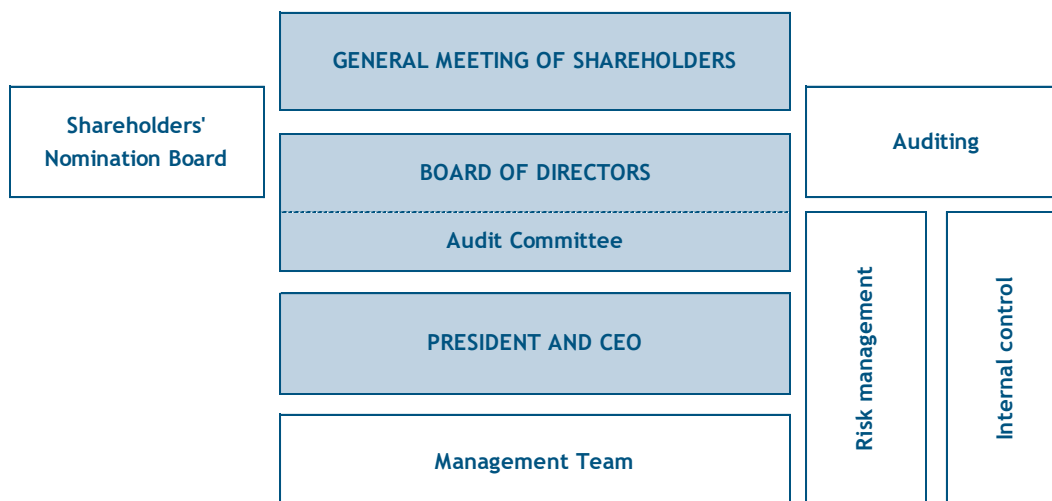 GENERAL MEETING OF SHAREHOLDERS
Shareholders'
Nomination Board
Auditing
BOARD OF DIRECTORS
Audit Committee
PRESIDENT AND CEO
Risk management
Internal control
Management Team